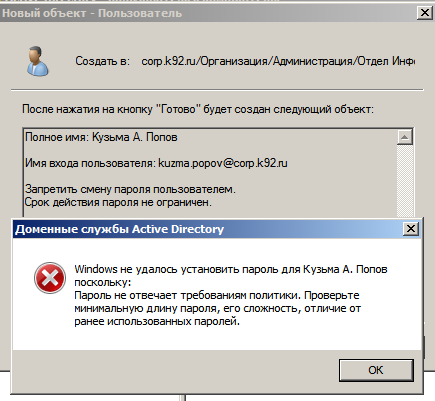 Новый объект - Пользователь
Создать в: corp.k92.ru/Организация/Администрация/Отдел
После нажатия на кнопку "Готово" будет создан следующий объект:
Полное имя: Кузьма А. Попов
Имя входа пользователя: kuzma.popov@corp.k92.ru
Запретить смену пароля пользователем.
Срок действия пароля не ограничен.
Доменные службы Active Directory
Windows не удалось установить пароль для Кузьма А. Попов
поскольку:
Пароль не отвечает требованиям политики. Проверьте
минимальную длину пароля, его сложность, отличие от
ранее использованных паролей.
OK